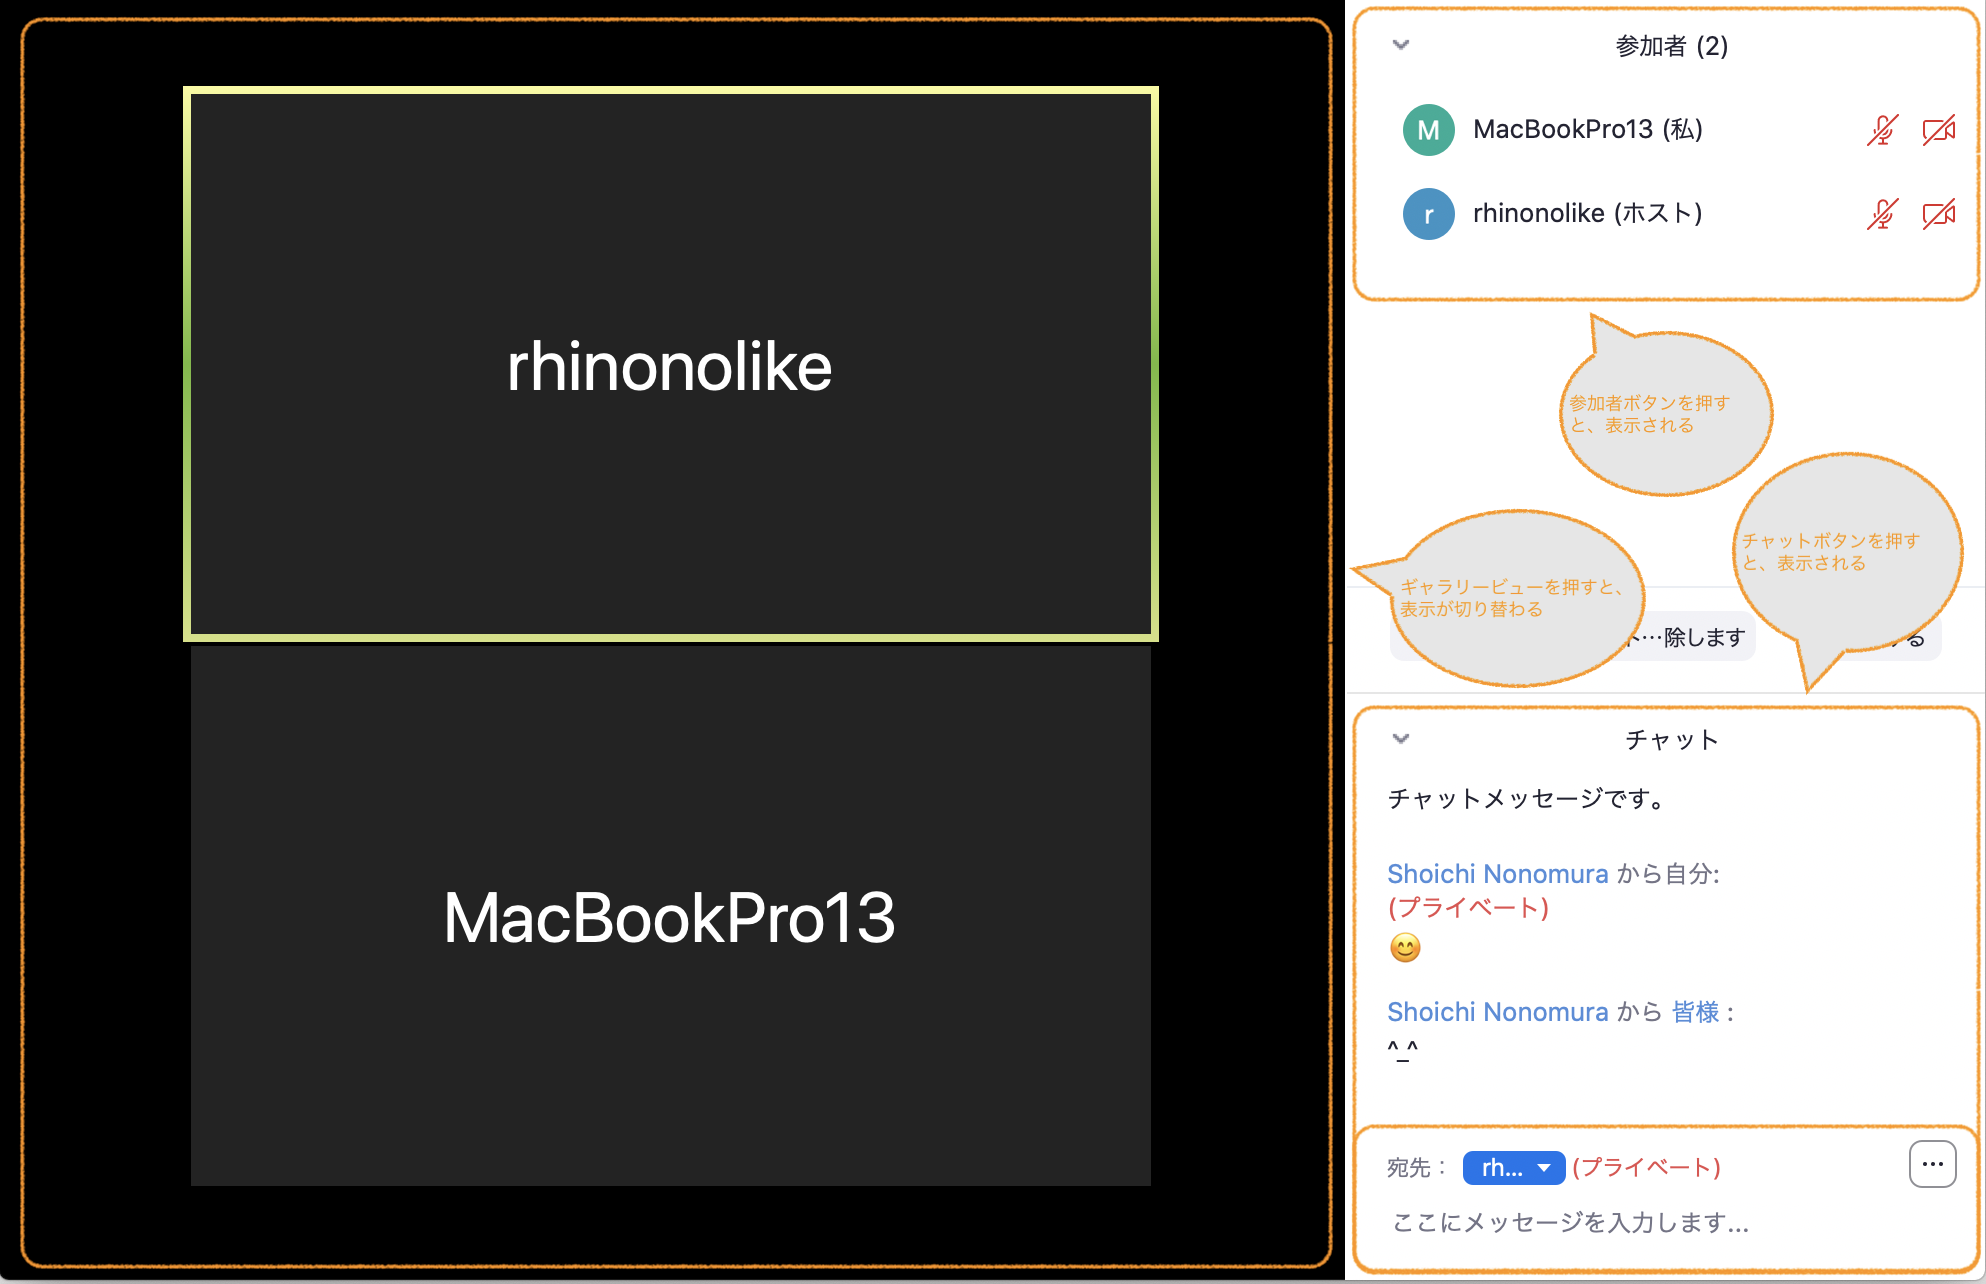 rhinonolike
MacBookPro13
参加者 (2)
M MacBookPro13 (私)
r rhinonolike (ホスト)
参加者ボタンを押す
と、表示される
チャットボタンを押す
と、表示される
ギャラリービューを押すと、
表示が切り替わる
ト…除します
る
チャット
チャットメッセージです。
Shoichi Nonomura から自分:
(プライベート)
😊
Shoichi Nonomura から 皆様 :
^_^
宛先： rh... (プライベート)
ここにメッセージを入力します...